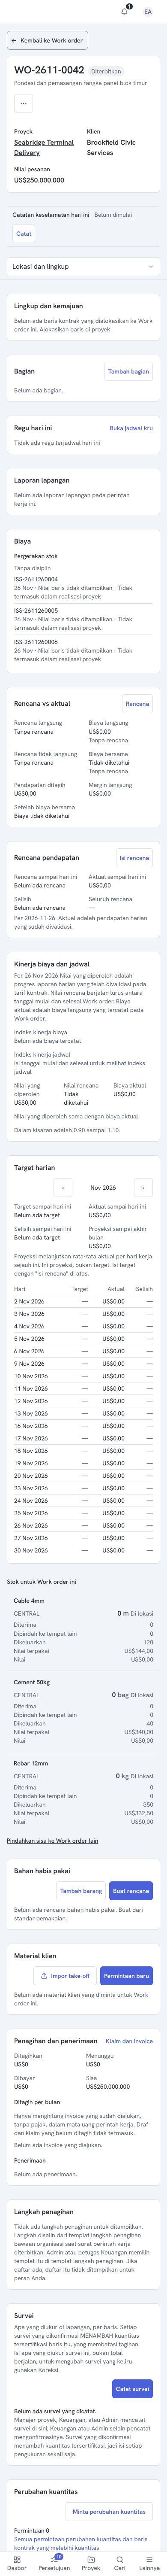 1
EA
← Kembali ke Work order
WO-2611-0042 Diterbitkan
Pondasi dan pemasangan rangka panel blok timur
...
Proyek
Klien
Seabridge Terminal
Delivery
Brookfield Civic
Services
Nilai pesanan
US$250.000.000
Catatan keselamatan hari ini Belum dimulai
Catat
Lokasi dan lingkup
Lingkup dan kemajuan
Belum ada baris kontrak yang dialokasikan ke Work
order ini. Alokasikan baris di proyek
Bagian
Tambah bagian
Belum ada bagian.
Regu hari ini
Buka jadwal kru
Tidak ada regu terjadwal hari ini
Laporan lapangan
Belum ada laporan lapangan pada perintah
kerja ini.
Biaya
Pergerakan stok
Tanpa disiplin
ISS-2611260004
26 Nov · Nilai baris tidak ditampilkan · Tidak
termasuk dalam realisasi proyek
ISS-2611260005
26 Nov · Nilai baris tidak ditampilkan · Tidak
termasuk dalam realisasi proyek
ISS-2611260006
26 Nov · Nilai baris tidak ditampilkan · Tidak
termasuk dalam realisasi proyek
Rencana vs aktual
Rencana
Rencana langsung
Tanpa rencana
Biaya langsung
US$0,00
Tanpa rencana
Rencana tidak langsung
Tanpa rencana
Biaya bersama
Tidak diketahui
Tanpa rencana
Pendapatan ditagih
US$0,00
Margin langsung
US$0,00
Setelah biaya bersama
Biaya tidak diketahui
Rencana pendapatan
Isi rencana
Rencana sampai hari ini
Belum ada rencana
Aktual sampai hari ini
US$0,00
Selisih
Belum ada rencana
Seluruh rencana
—
Per 2026-11-26. Aktual adalah pendapatan harian
yang sudah divalidasi.
Kinerja biaya dan jadwal
Per 26 Nov 2026 Nilai yang diperoleh adalah
progres laporan harian yang telah divalidasi pada
tarif kontrak. Nilai rencana berjalan lurus antara
tanggal mulai dan selesai Work order. Biaya
aktual adalah biaya langsung yang tercatat pada
Work order.
Indeks kinerja biaya
Belum ada biaya tercatat
Indeks kinerja jadwal
Isi tanggal mulai dan selesai untuk melihat indeks
jadwal
Nilai yang
diperoleh
US$0,00
Nilai rencana
Tidak
diketahui
Biaya aktual
US$0,00
Nilai yang diperoleh sama dengan biaya aktual
Dalam kisaran adalah 0.90 sampai 1.10.
Target harian
‹
Nov 2026
›
Target sampai hari ini
Belum ada target
Aktual sampai hari ini
US$0,00
Selisih sampai hari ini
Belum ada target
Proyeksi sampai akhir
bulan
US$0,00
Proyeksi melanjutkan rata-rata aktual per hari kerja
sejauh ini. Ini proyeksi, bukan target. Isi target
dengan "Isi rencana" di atas.
Hari Target Aktual Selisih
2 Nov 2026 — US$0,00 —
3 Nov 2026 — US$0,00 —
4 Nov 2026 — US$0,00 —
5 Nov 2026 — US$0,00 —
6 Nov 2026 — US$0,00 —
9 Nov 2026 — US$0,00 —
10 Nov 2026 — US$0,00 —
11 Nov 2026 — US$0,00 —
12 Nov 2026 — US$0,00 —
13 Nov 2026 — US$0,00 —
16 Nov 2026 — US$0,00 —
17 Nov 2026 — US$0,00 —
18 Nov 2026 — US$0,00 —
19 Nov 2026 — US$0,00 —
20 Nov 2026 — US$0,00 —
23 Nov 2026 — US$0,00 —
24 Nov 2026 — US$0,00 —
25 Nov 2026 — US$0,00 —
26 Nov 2026 — US$0,00 —
27 Nov 2026 — US$0,00 —
30 Nov 2026 — US$0,00 —
Stok untuk Work order ini
Cable 4mm
CENTRAL 0 m Di lokasi
Diterima 0
Dipindah ke tempat lain 0
Dikeluarkan 120
Nilai terpakai US$144,00
Nilai US$0,00
Cement 50kg
CENTRAL 0 bag Di lokasi
Diterima 0
Dipindah ke tempat lain 0
Dikeluarkan 40
Nilai terpakai US$340,00
Nilai US$0,00
Rebar 12mm
CENTRAL 0 kg Di lokasi
Diterima 0
Dipindah ke tempat lain 0
Dikeluarkan 350
Nilai terpakai US$332,50
Nilai US$0,00
Pindahkan sisa ke Work order lain
Bahan habis pakai
Tambah barang
Buat rencana
Belum ada rencana bahan habis pakai. Buat dari
standar pemakaian.
Material klien
Impor take-off
Permintaan baru
Belum ada material klien yang diminta untuk Work
order ini.
Penagihan dan penerimaan
Klaim dan invoice
Ditagihkan
US$0
Menunggu
US$0
Dibayar
US$0
Sisa
US$250.000.000
Ditagih per bulan
Hanya menghitung invoice yang sudah diajukan,
tanpa pajak, dalam mata uang perintah kerja. Draf
dan klaim yang belum ditagih tidak termasuk.
Belum ada invoice yang diajukan.
Penerimaan
Belum ada penerimaan.
Langkah penagihan
Tidak ada langkah penagihan untuk ditampilkan.
Langkah disalin dari templat langkah penagihan
bawaan organisasi saat surat perintah kerja
diterbitkan. Admin atau petugas Keuangan memilih
templat itu di halaman langkah penagihan. Jika
daftar ada, daftar itu tidak ditampilkan untuk
peran Anda.
Survei
Apa yang diukur di lapangan, per baris. Setiap
survei yang dikonfirmasi MENAMBAH kuantitas
tersertifikasi baris itu, yang membatasi tagihan.
Isi apa yang diukur survei ini, bukan total
berjalan; untuk mengubah survei yang keliru
gunakan Koreksi.
Catat survei
Belum ada survei yang dicatat.
Manajer proyek, Keuangan, atau Admin mencatat
survei di sini; Keuangan atau Admin selain pencatat
mengonfirmasinya. Survei yang dikonfirmasi
menambah kuantitas tersertifikasi, jadi isi setiap
pengukuran sekali saja.
Perubahan kuantitas
Minta perubahan kuantitas
Permintaan 0
Semua permintaan perubahan kuantitas dan baris
kontrak yang melebihi kuantitas
10
Dasbor
Persetujuan
Proyek
Cari
Lainnya